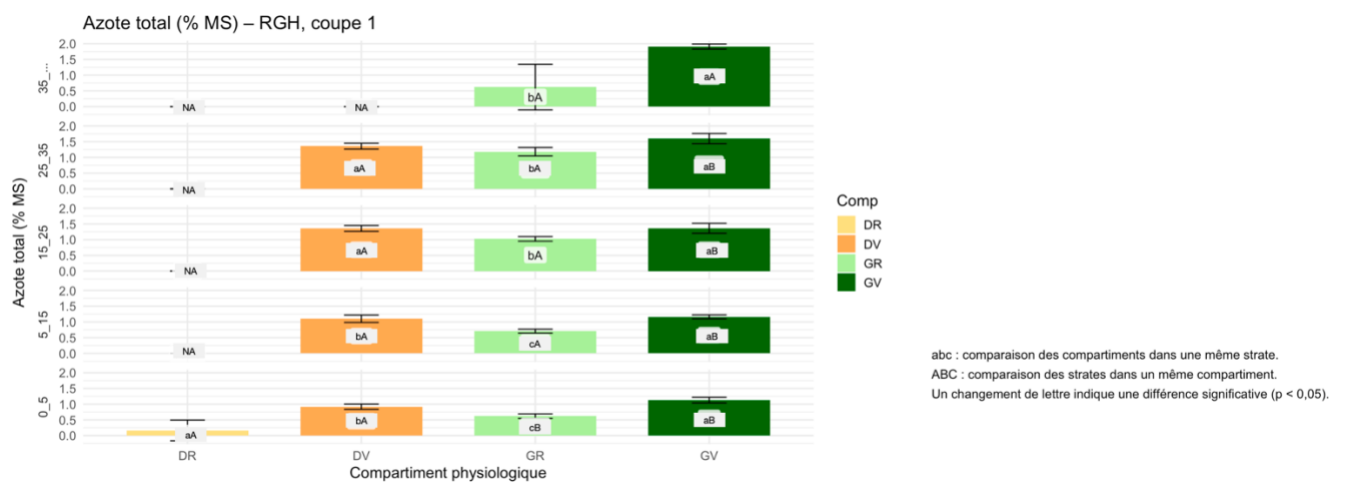 Azote total (% MS) – RGH, coupe 1
Azote total (% MS)
35_...
2.0
1.5
1.0
0.5
0.0
NA
NA
bA
aA
25_35
2.0
1.5
1.0
0.5
0.0
NA
aA
bA
aB
15_25
2.0
1.5
1.0
0.5
0.0
NA
aA
bA
aB
5_15
2.0
1.5
1.0
0.5
0.0
NA
bA
cA
aB
0_5
2.0
1.5
1.0
0.5
0.0
aA
bA
cB
aB
DR DV GR GV
Compartiment physiologique
Comp
DR
DV
GR
GV
abc : comparaison des compartiments dans une même strate.
ABC : comparaison des strates dans un même compartiment.
Un changement de lettre indique une différence significative (p < 0,05).